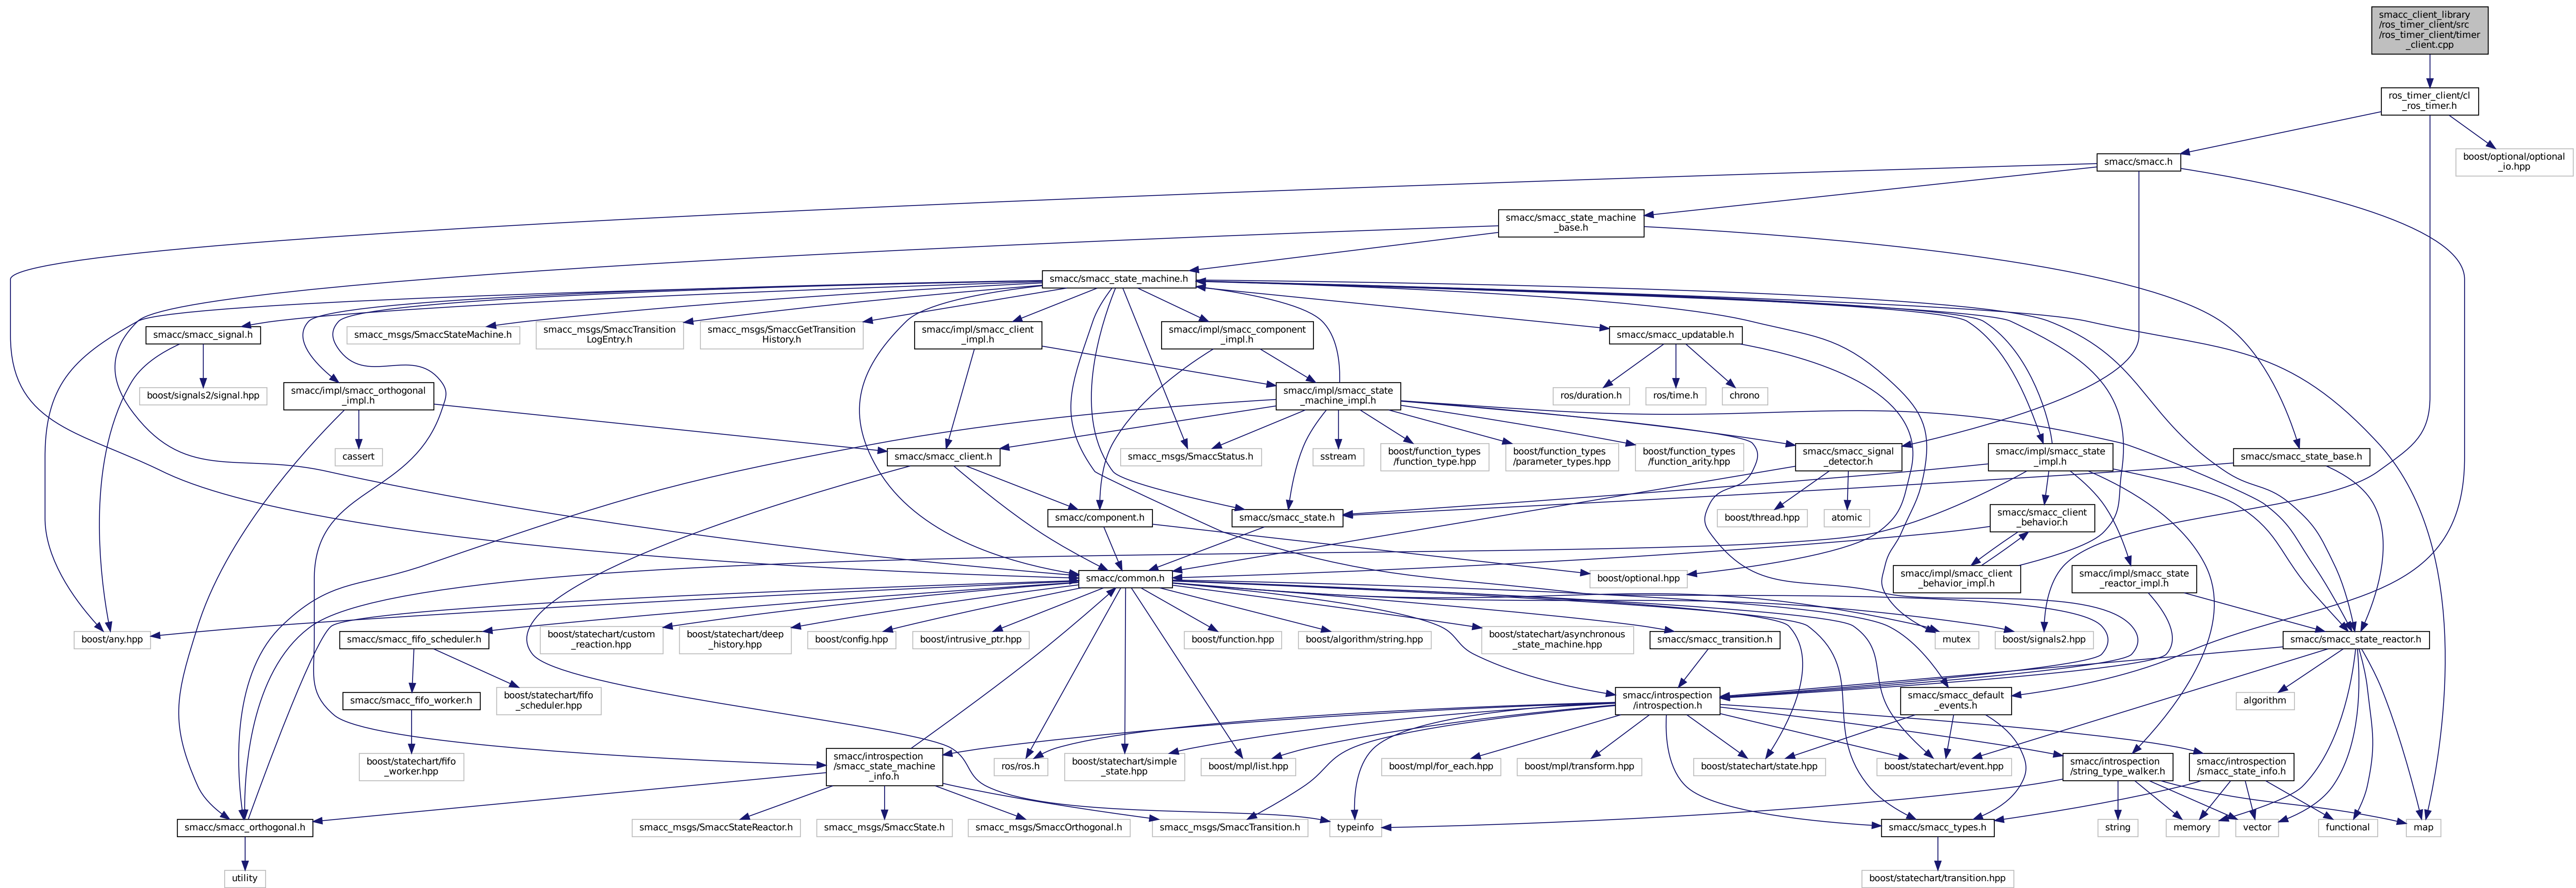 smacc_client_library
/ros_timer_client/src
/ros_timer_client/timer
_client.cpp
ros_timer_client/cl
_ros_timer.h
smacc/smacc.h
boost/optional/optional
_io.hpp
smacc/smacc_state_machine
_base.h
smacc/smacc_state_machine.h
smacc/smacc_signal.h
smacc_msgs/SmaccStateMachine.h
smacc_msgs/SmaccTransition
LogEntry.h
smacc_msgs/SmaccGetTransition
History.h
smacc/impl/smacc_client
_impl.h
smacc/impl/smacc_component
_impl.h
smacc/smacc_updatable.h
boost/signals2/signal.hpp
smacc/impl/smacc_orthogonal
_impl.h
smacc/impl/smacc_state
_machine_impl.h
ros/duration.h
ros/time.h
chrono
cassert
smacc/smacc_client.h
smacc_msgs/SmaccStatus.h
sstream
boost/function_types
/function_type.hpp
boost/function_types
/parameter_types.hpp
boost/function_types
/function_arity.hpp
smacc/smacc_signal
_detector.h
smacc/impl/smacc_state
_impl.h
smacc/smacc_state_base.h
smacc/component.h
smacc/smacc_state.h
boost/thread.hpp
atomic
smacc/smacc_client
_behavior.h
smacc/common.h
boost/optional.hpp
smacc/impl/smacc_client
_behavior_impl.h
smacc/impl/smacc_state
_reactor_impl.h
boost/any.hpp
smacc/smacc_fifo_scheduler.h
boost/statechart/custom
_reaction.hpp
boost/statechart/deep
_history.hpp
boost/config.hpp
boost/intrusive_ptr.hpp
boost/function.hpp
boost/algorithm/string.hpp
boost/statechart/asynchronous
_state_machine.hpp
smacc/smacc_transition.h
mutex
boost/signals2.hpp
smacc/smacc_state_reactor.h
smacc/smacc_fifo_worker.h
boost/statechart/fifo
_scheduler.hpp
smacc/introspection
/introspection.h
smacc/smacc_default
_events.h
algorithm
boost/statechart/fifo
_worker.hpp
smacc/introspection
/smacc_state_machine
_info.h
ros/ros.h
boost/statechart/simple
_state.hpp
boost/mpl/list.hpp
boost/mpl/for_each.hpp
boost/mpl/transform.hpp
boost/statechart/state.hpp
boost/statechart/event.hpp
smacc/introspection
/string_type_walker.h
smacc/introspection
/smacc_state_info.h
smacc/smacc_orthogonal.h
smacc_msgs/SmaccStateReactor.h
smacc_msgs/SmaccState.h
smacc_msgs/SmaccOrthogonal.h
smacc_msgs/SmaccTransition.h
typeinfo
smacc/smacc_types.h
string
memory
vector
functional
map
utility
boost/statechart/transition.hpp